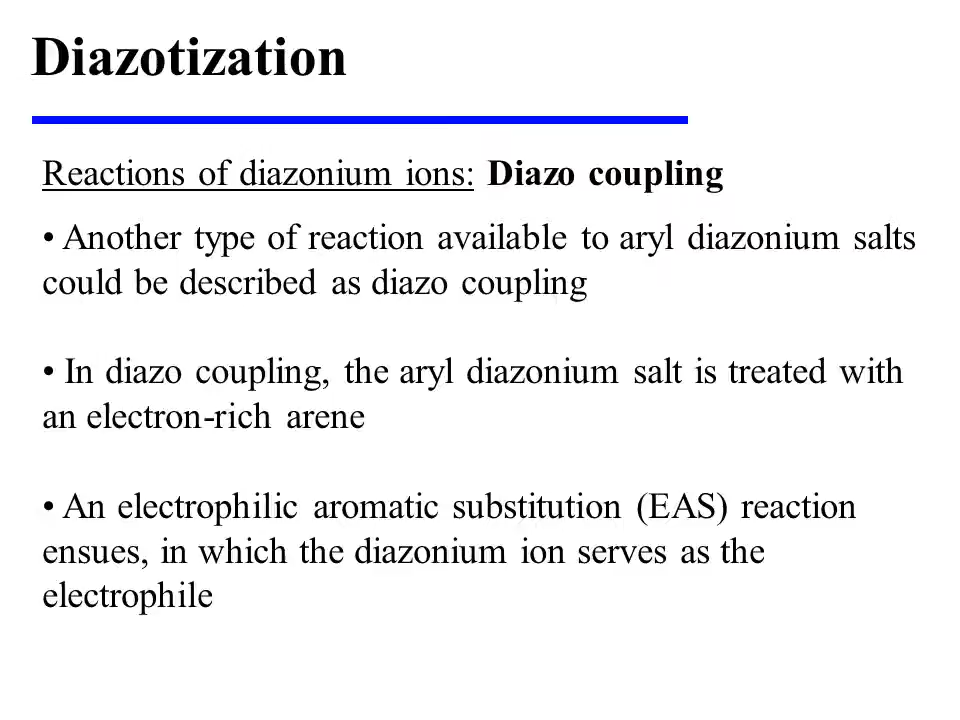 Diazotization
Reactions of diazonium ions: Diazo coupling
• Another type of reaction available to aryl diazonium salts
could be described as diazo coupling
• In diazo coupling, the aryl diazonium salt is treated with
an electron-rich arene
• An electrophilic aromatic substitution (EAS) reaction
ensues, in which the diazonium ion serves as the
electrophile